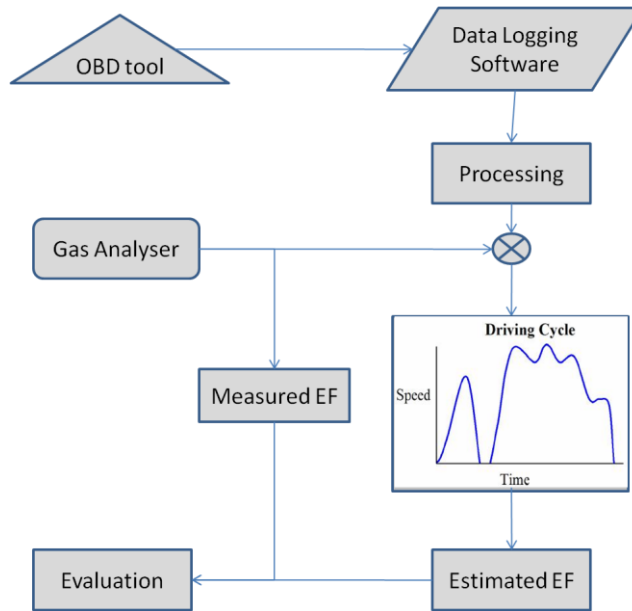 OBD tool
Data Logging
Software
Processing
Gas Analyser
Driving Cycle
Speed
Time
Measured EF
Evaluation
Estimated EF